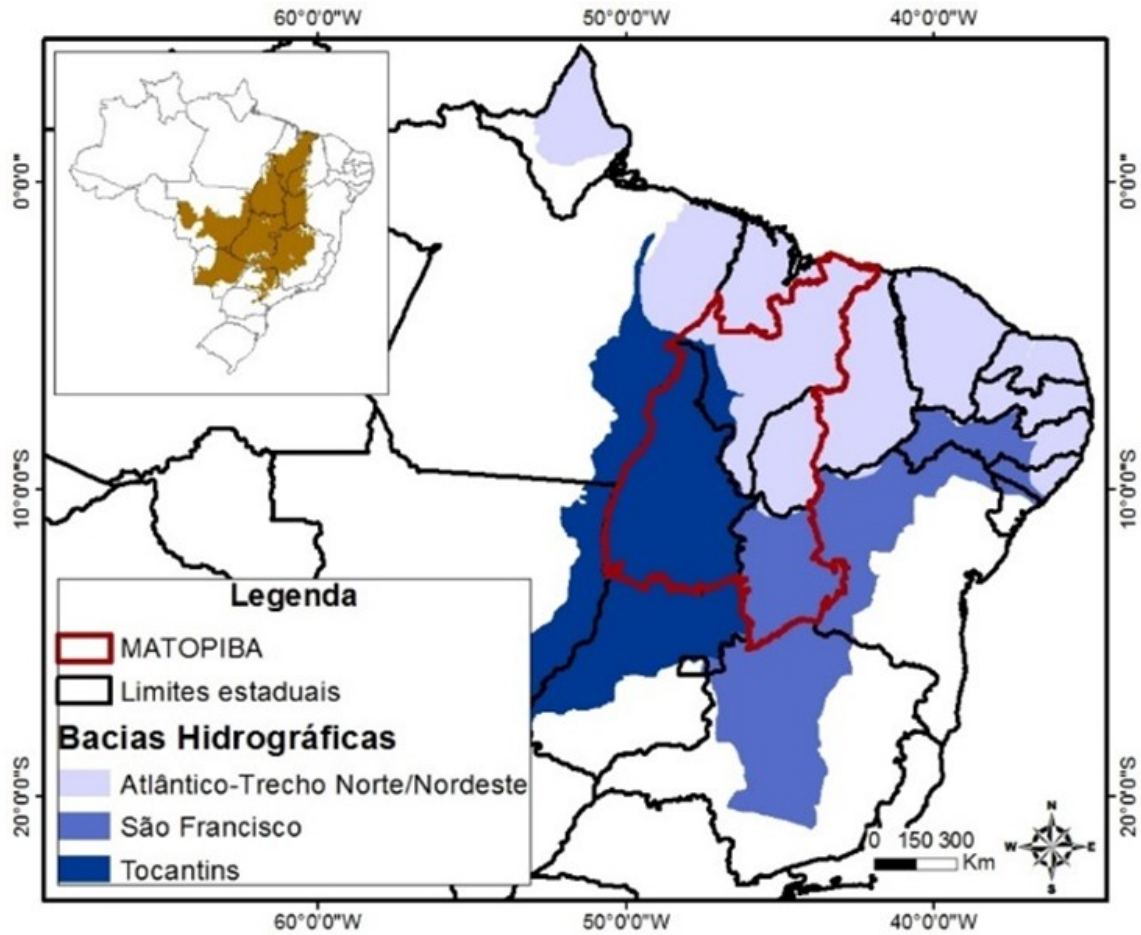 60°0'0"W 50°0'0"W 40°0'0"W
0°0'0"
0°0'0"
10°0'0"S
10°0'0"S
20°0'0"S
20°0'0"S
Legenda
MATOPIBA
Limites estaduais
Bacias Hidrográficas
Atlântico-Trecho Norte/Nordeste
São Francisco
Tocantins
0 150 300
Km
N
W E
S
60°0'0"W 50°0'0"W 40°0'0"W